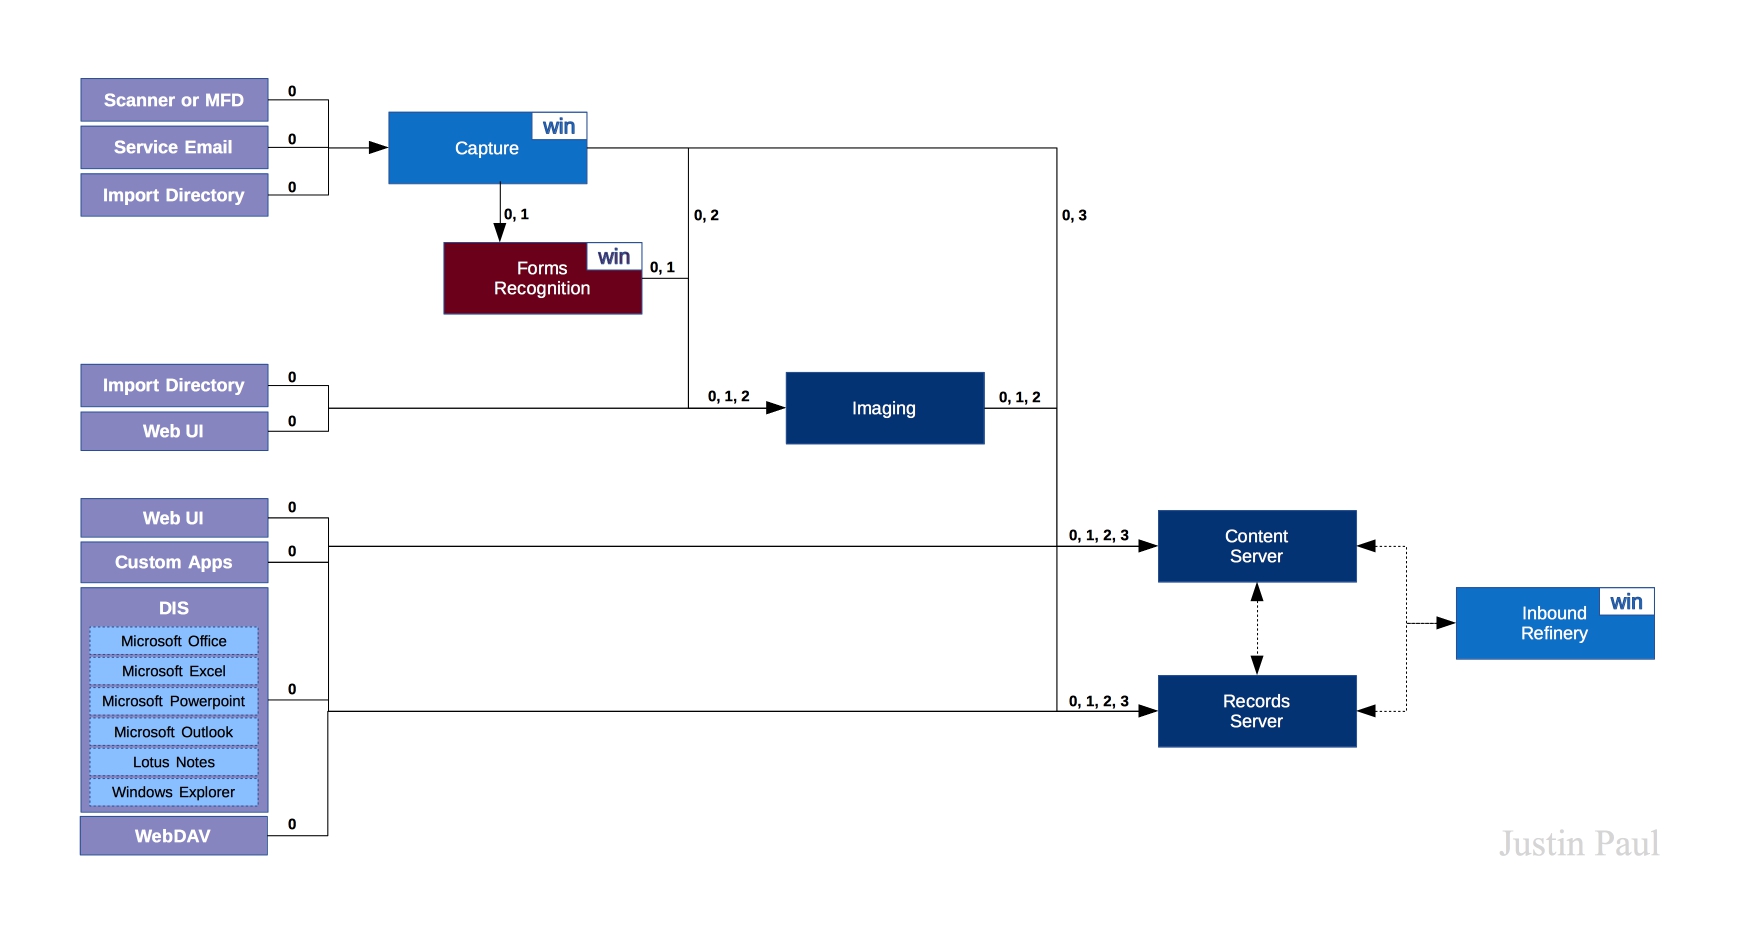 Scanner or MFD
0
Service Email
0
Import Directory
0
win
Capture
0, 1
0, 2
0, 3
win
Forms
Recognition
0, 1
Import Directory
0
Web UI
0
0, 1, 2
Imaging
0, 1, 2
Web UI
0
Custom Apps
0
DIS
Microsoft Office
Microsoft Excel
Microsoft Powerpoint
Microsoft Outlook
Lotus Notes
Windows Explorer
0
WebDAV
0
0, 1, 2, 3
Content
Server
0, 1, 2, 3
Records
Server
win
Inbound
Refinery
Justin Paul